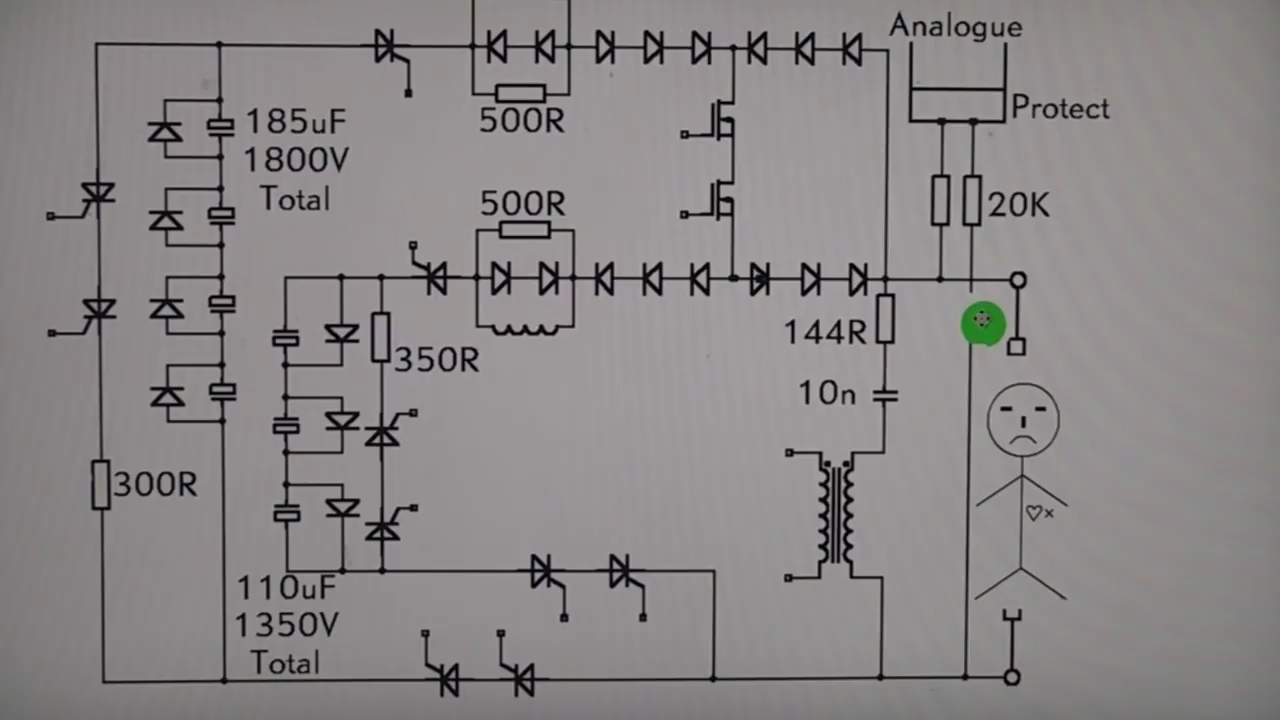 Analogue
Protect
185uF
1800V
Total
500R
500R
20K
144R
350R
10n
300R
110uF
1350V
Total